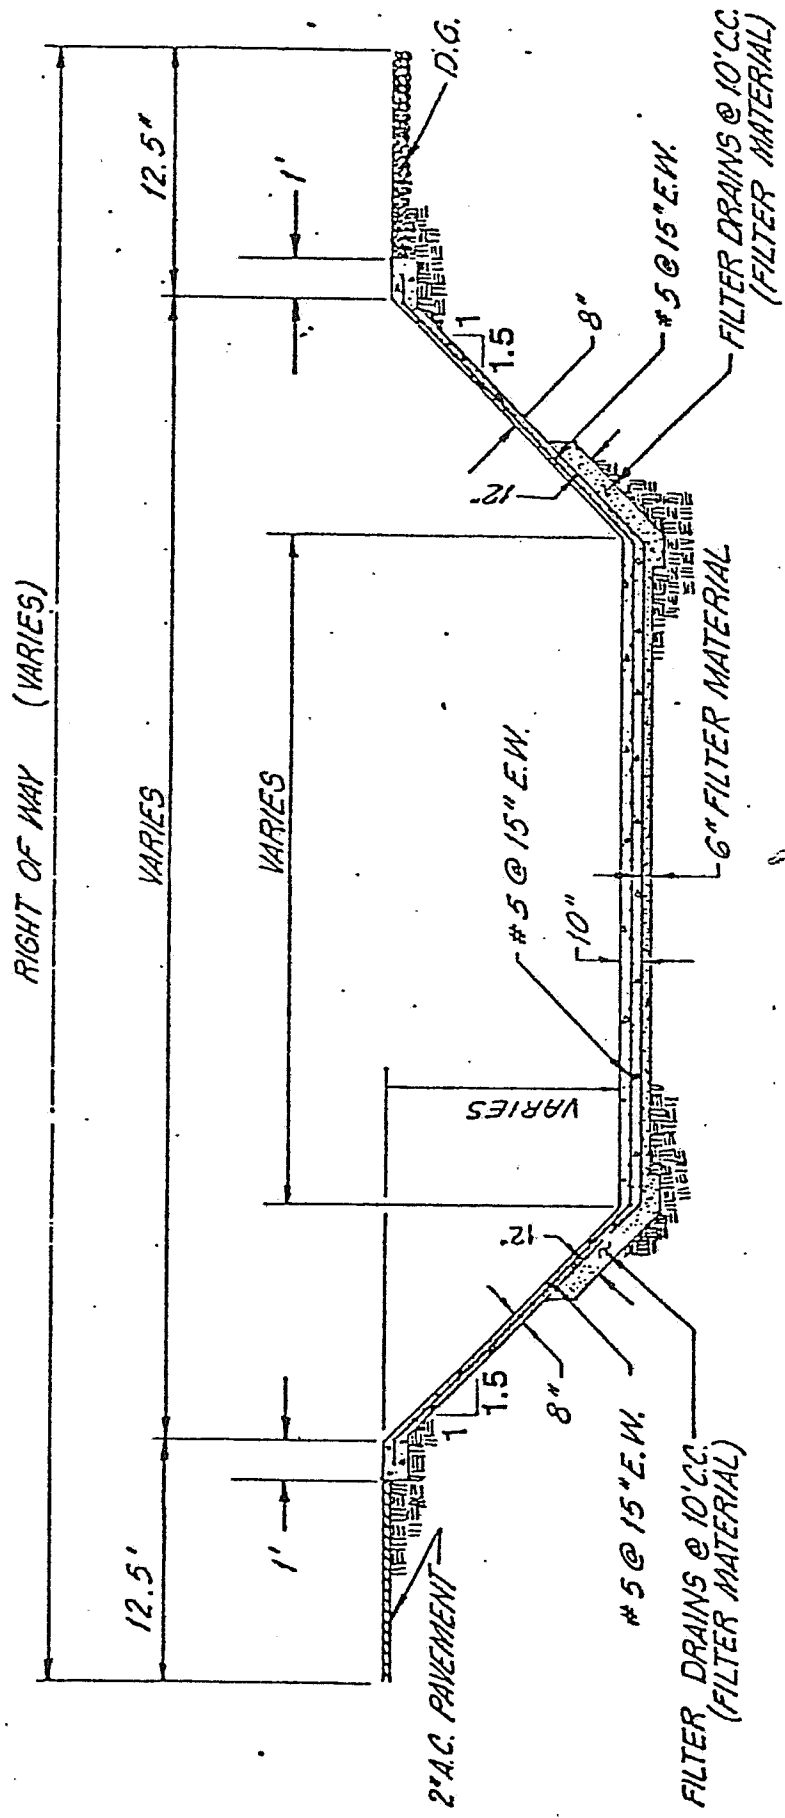 RIGHT OF WAY (VARIES)
12.5'
VARIES
12.5"
1'
1'
VARIES
VARIES
2" A.C. PAVEMENT
D.G.
1
1.5
1
1.5
8"
8"
12"
12"
# 5 @ 15" E.W.
# 5 @ 15" E.W.
# 5 @ 15" E.W.
10"
6" FILTER MATERIAL
FILTER DRAINS @ 10' C.C.
(FILTER MATERIAL)
FILTER DRAINS @ 10' C.C.
(FILTER MATERIAL)